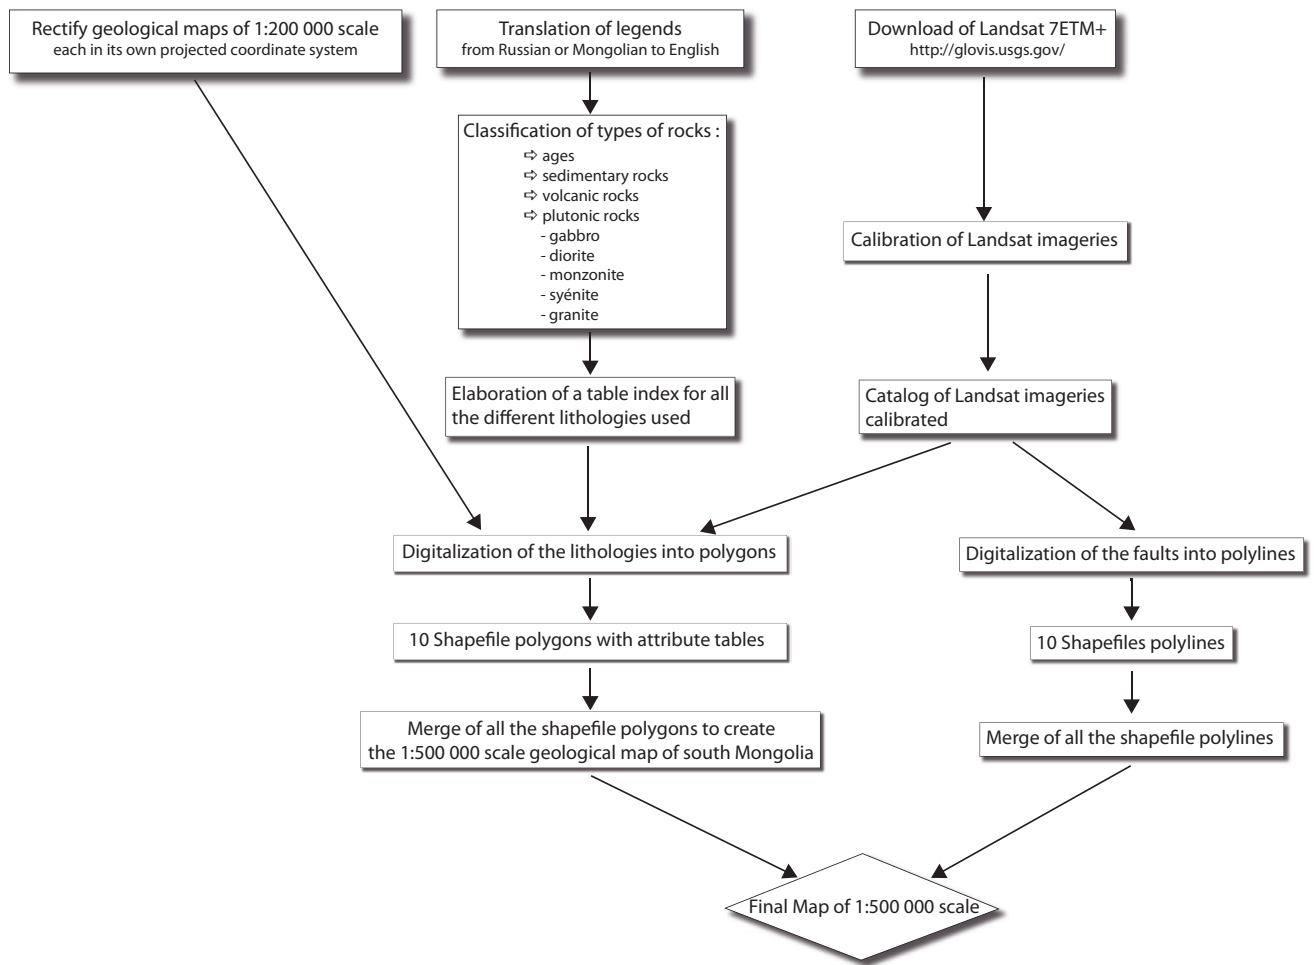 Rectify geological maps of 1:200 000 scale
each in its own projected coordinate system
Translation of legends
from Russian or Mongolian to English
Download of Landsat 7ETM+
http://glovis.usgs.gov/
Classification of types of rocks :
⇨ ages
⇨ sedimentary rocks
⇨ volcanic rocks
⇨ plutonic rocks
- gabbro
- diorite
- monzonite
- syénite
- granite
Calibration of Landsat imageries
Elaboration of a table index for all
the different lithologies used
Catalog of Landsat imageries
calibrated
Digitalization of the lithologies into polygons
Digitalization of the faults into polylines
10 Shapefile polygons with attribute tables
10 Shapefiles polylines
Merge of all the shapefile polygons to create
the 1:500 000 scale geological map of south Mongolia
Merge of all the shapefile polylines
Final Map of 1:500 000 scale